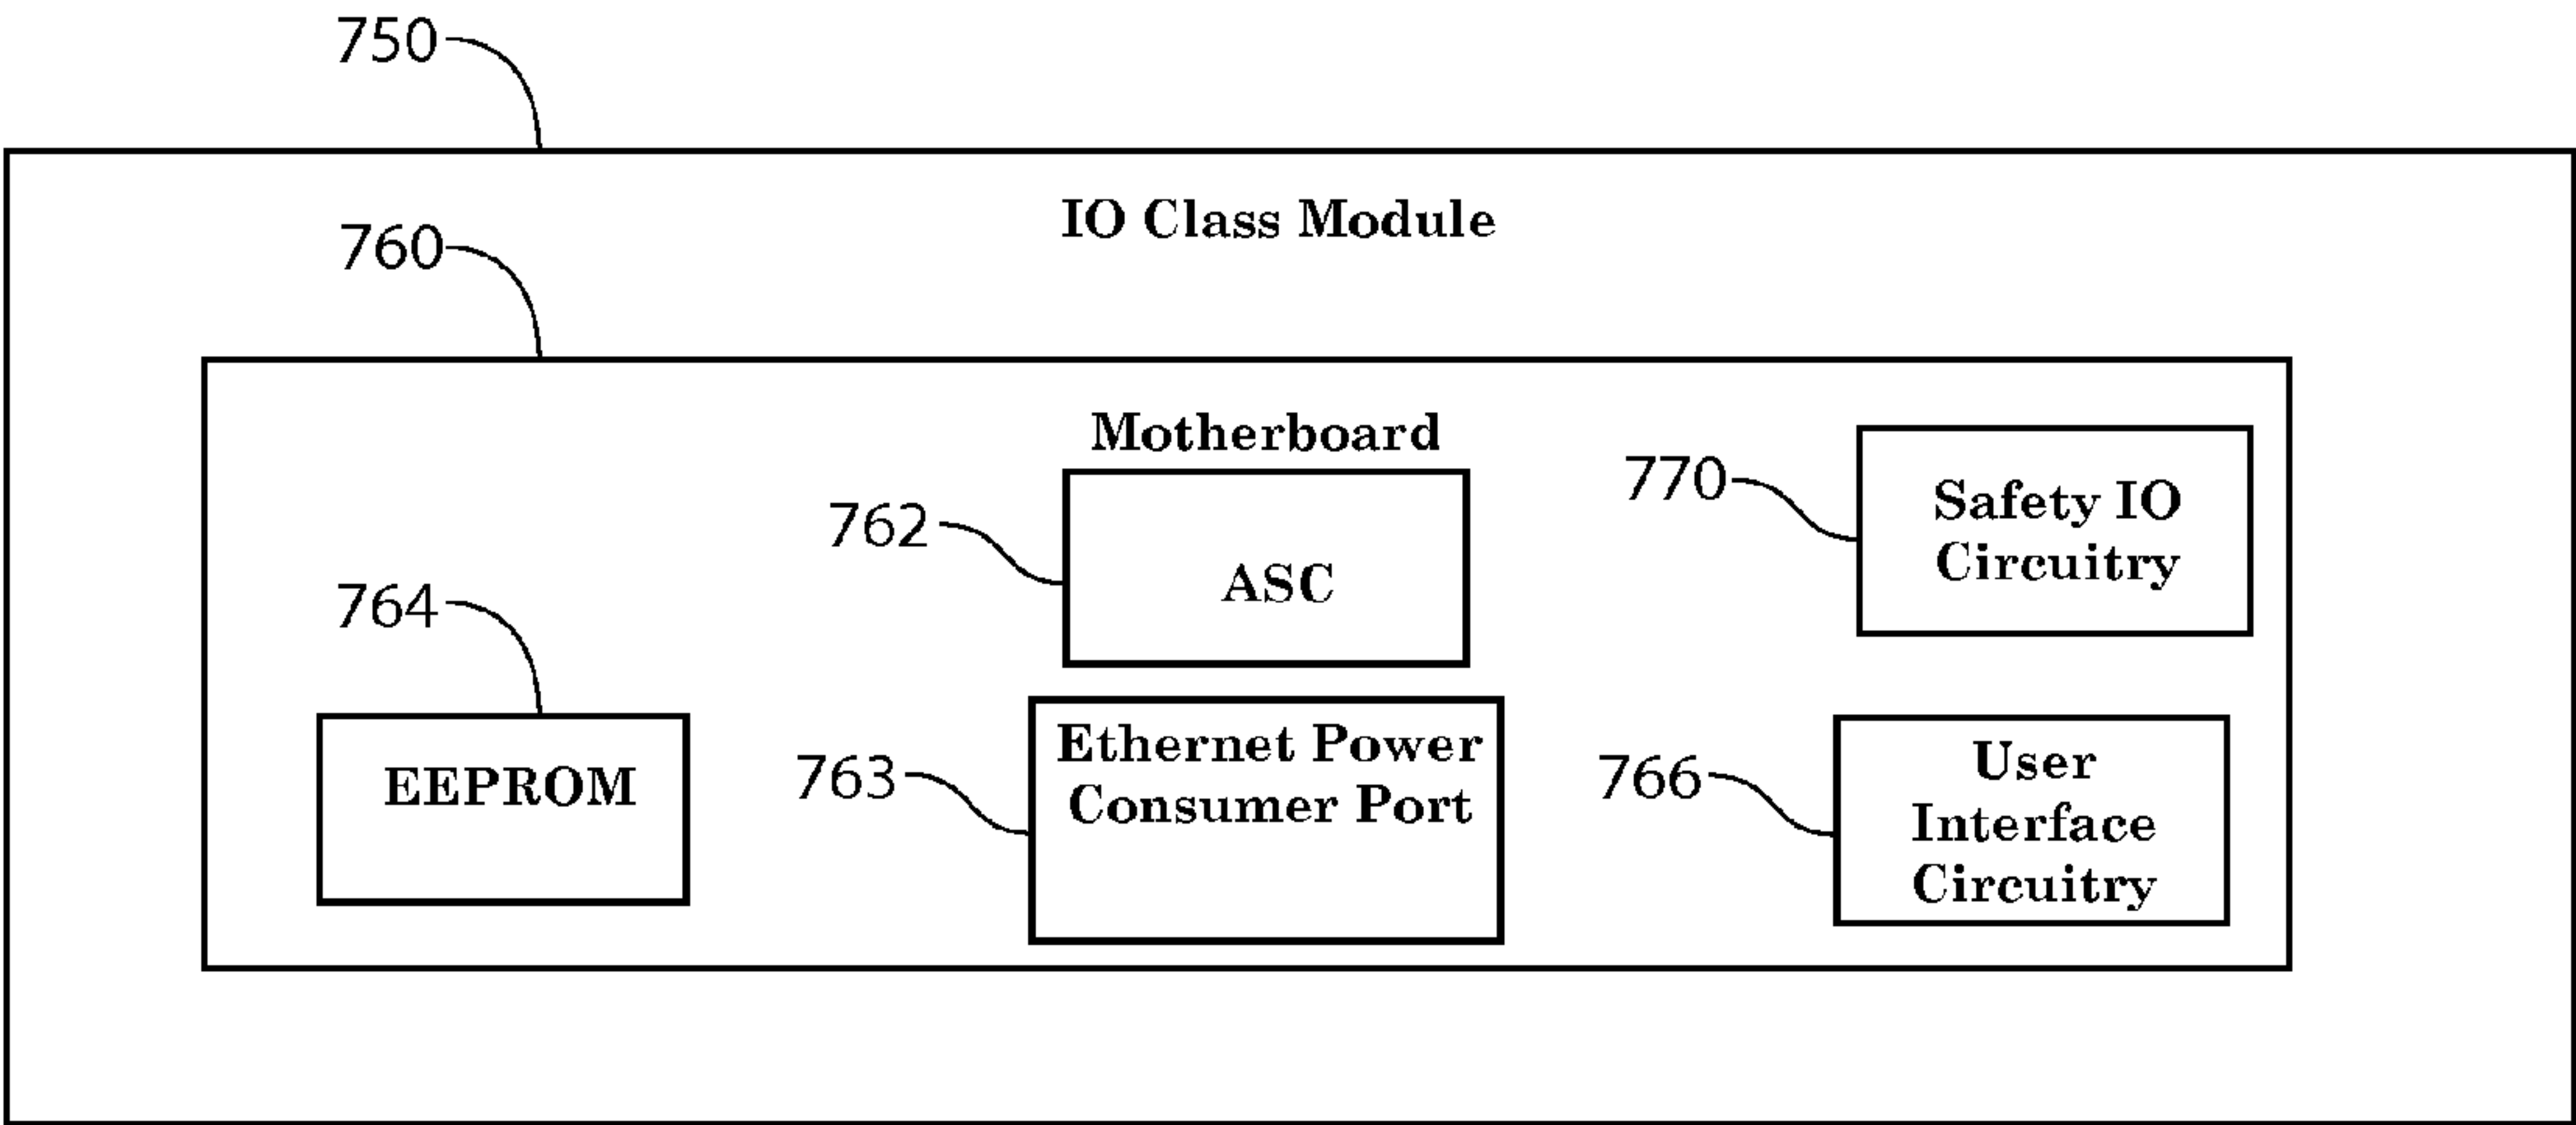 750
IO Class Module
760
Motherboard
762
ASC
770
Safety IO
Circuitry
764
EEPROM
763
Ethernet Power
Consumer Port
766
User
Interface
Circuitry